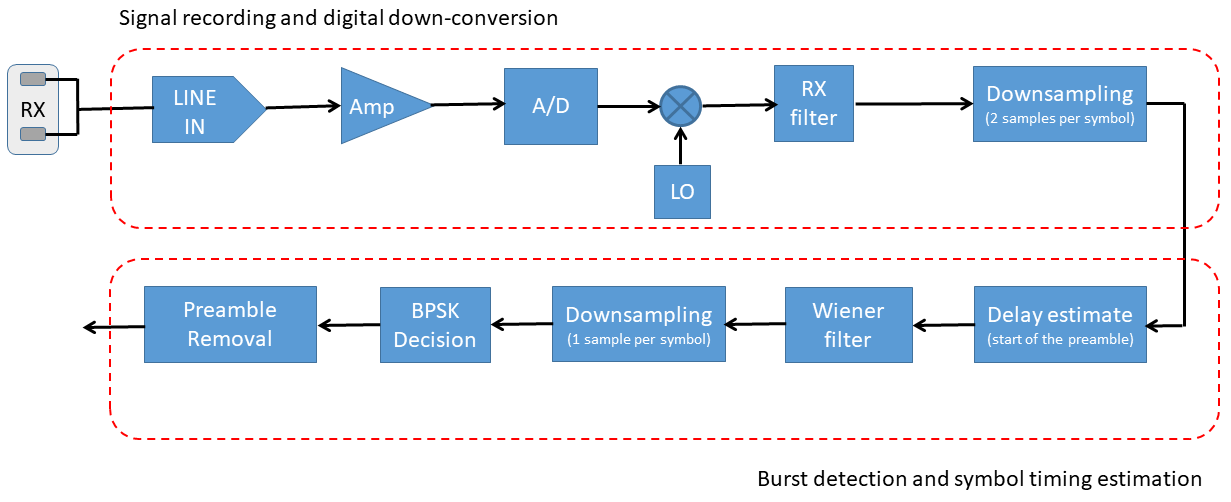 Signal recording and digital down-conversion
RX
LINE
IN
Amp
A/D
LO
RX
filter
Downsampling
(2 samples per symbol)
Preamble
Removal
BPSK
Decision
Downsampling
(1 sample per symbol)
Wiener
filter
Delay estimate
(start of the preamble)
Burst detection and symbol timing estimation